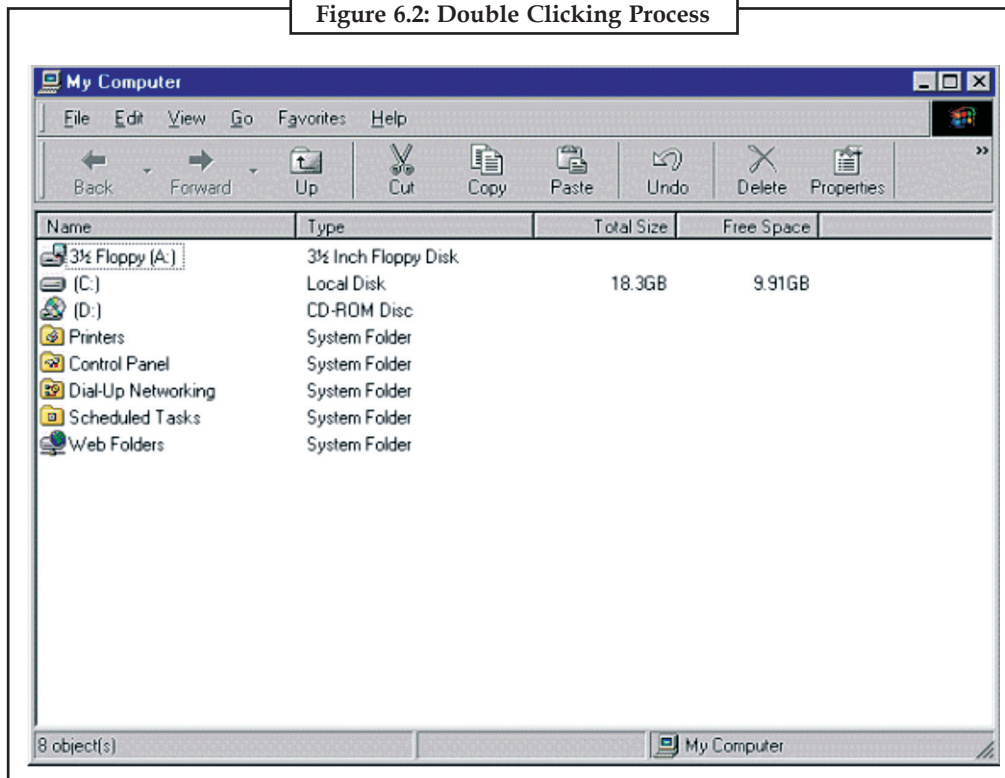 Figure 6.2: Double Clicking Process
My Computer
File Edit View Go Favorites Help
Back Forward Up Cut Copy Paste Undo Delete Properties »
Name Type Total Size Free Space
3½ Floppy (A:) 3½ Inch Floppy Disk
(C:) Local Disk 18.3GB 9.91GB
(D:) CD-ROM Disc
Printers System Folder
Control Panel System Folder
Dial-Up Networking System Folder
Scheduled Tasks System Folder
Web Folders System Folder
8 object(s) My Computer